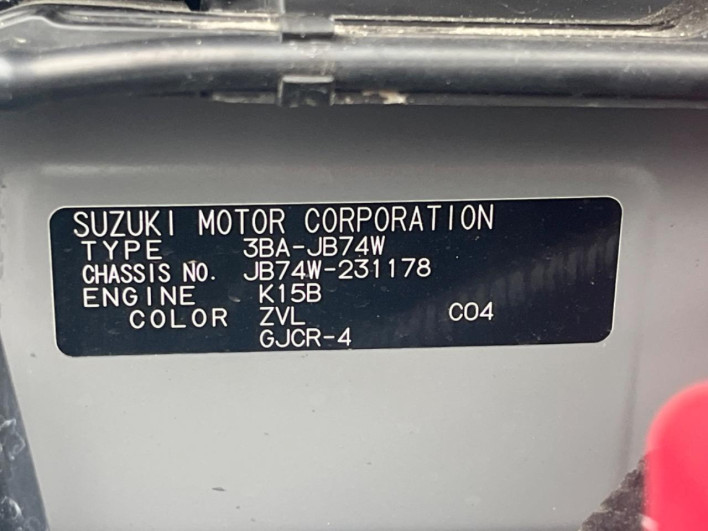 SUZUKI MOTOR CORPORATION
TYPE 3BA-JB74W
CHASSIS NO. JB74W-231178
ENGINE K15B
COLOR ZVL C04
GJCR-4